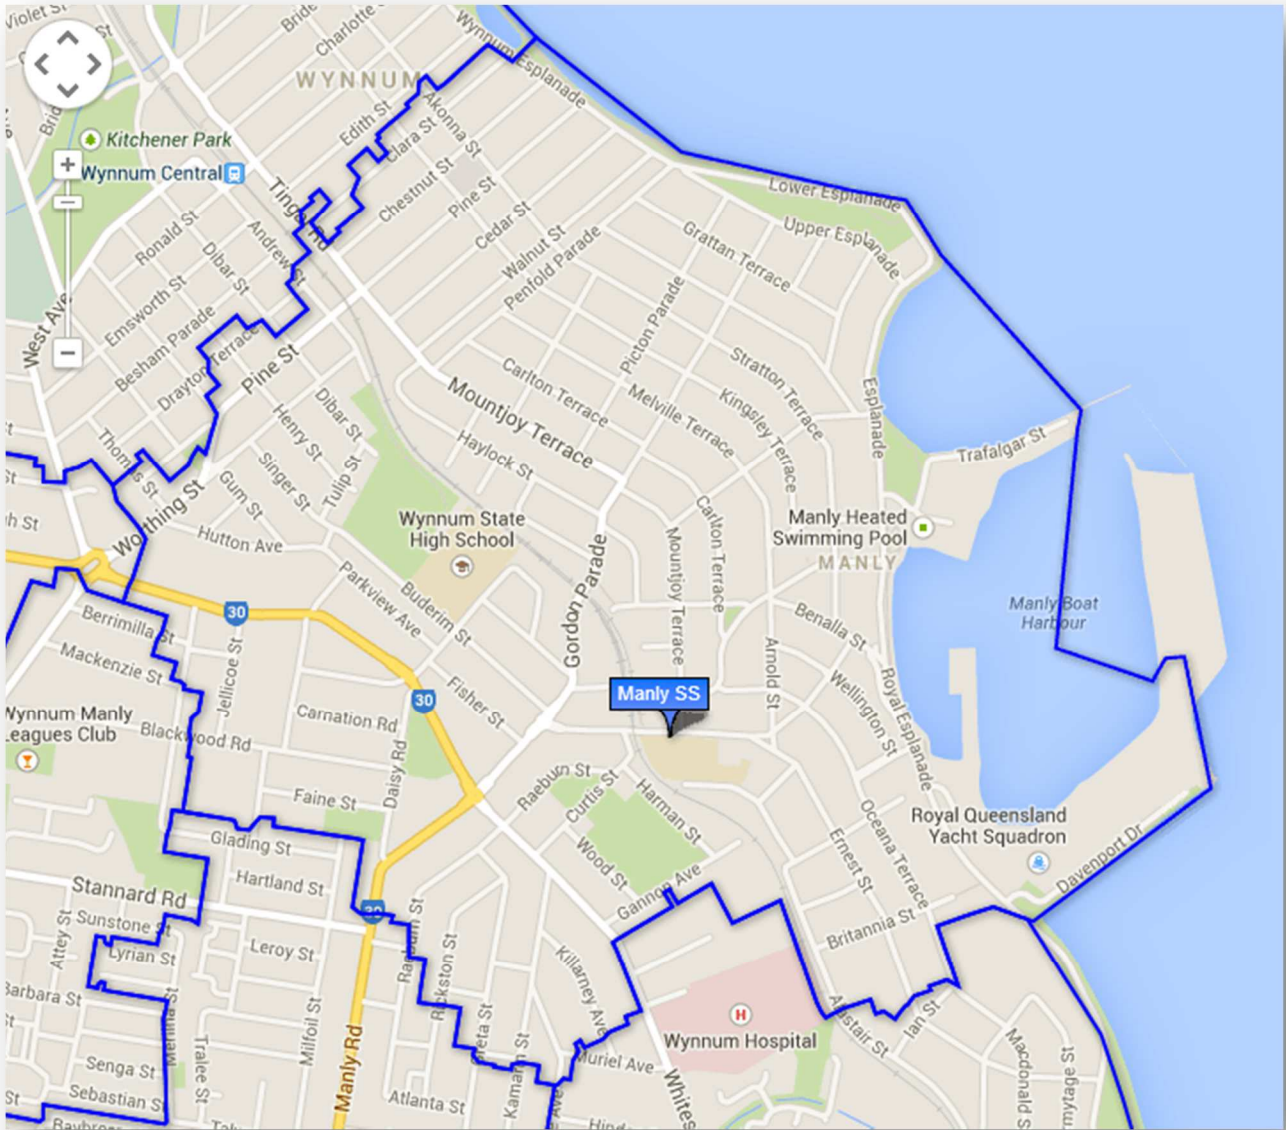 Violet St
Bride
Charlotte St
Wynnum Esplanade
WYNNUM
Akonna St
Edith St
Clara St
Kitchener Park
Wynnum Central
Chestnut St
Pine St
Cedar St
Walnut St
Penfold Parade
Lower Esplanade
Upper Esplanade
Grattan Terrace
Ronald St
Andrew St
Dibar St
Emsworth St
Besham Parade
Drayton Terrace
West Ave
Pine St
Picton Parade
Stratton Terrace
Carlton Terrace
Melville Terrace
Kingsley Terrace
Esplanade
Mountjoy Terrace
Dibar St
Henry St
Haylock St
Trafalgar St
Thomas St
Singer St
Tulip St
Gum St
Worthing St
Hutton Ave
Wynnum State
High School
Carlton Terrace
Mountjoy Terrace
Manly Heated
Swimming Pool
MANLY
Gordon Parade
Parkview Ave
Buderim St
30
Manly Boat
Harbour
Benalla St
Berrimilla St
Mackenzie St
Jellicoe St
Arnold St
Wellington St
Royal Esplanade
Manly SS
30
Fisher St
Carnation Rd
Wynnum Manly
Leagues Club
Blackwood Rd
Daisy Rd
Faine St
Raeburn St
Curtis St
Harman St
Oceana Terrace
Ernest St
Royal Queensland
Yacht Squadron
Davenport Dr
Glading St
Hartland St
Wood St
Gannon Ave
Stannard Rd
30
Sunstone St
Attey St
Lyrian St
Leroy St
Britannia St
Killarney Ave
Barbara St
Milfoil St
Wynnum Hospital
H
Alastair St
Ian St
Macdonald S
Muriel Ave
Kamarin St
Senga St
Tralee St
Sebastian St
Manly Rd
Atlanta St
Whites